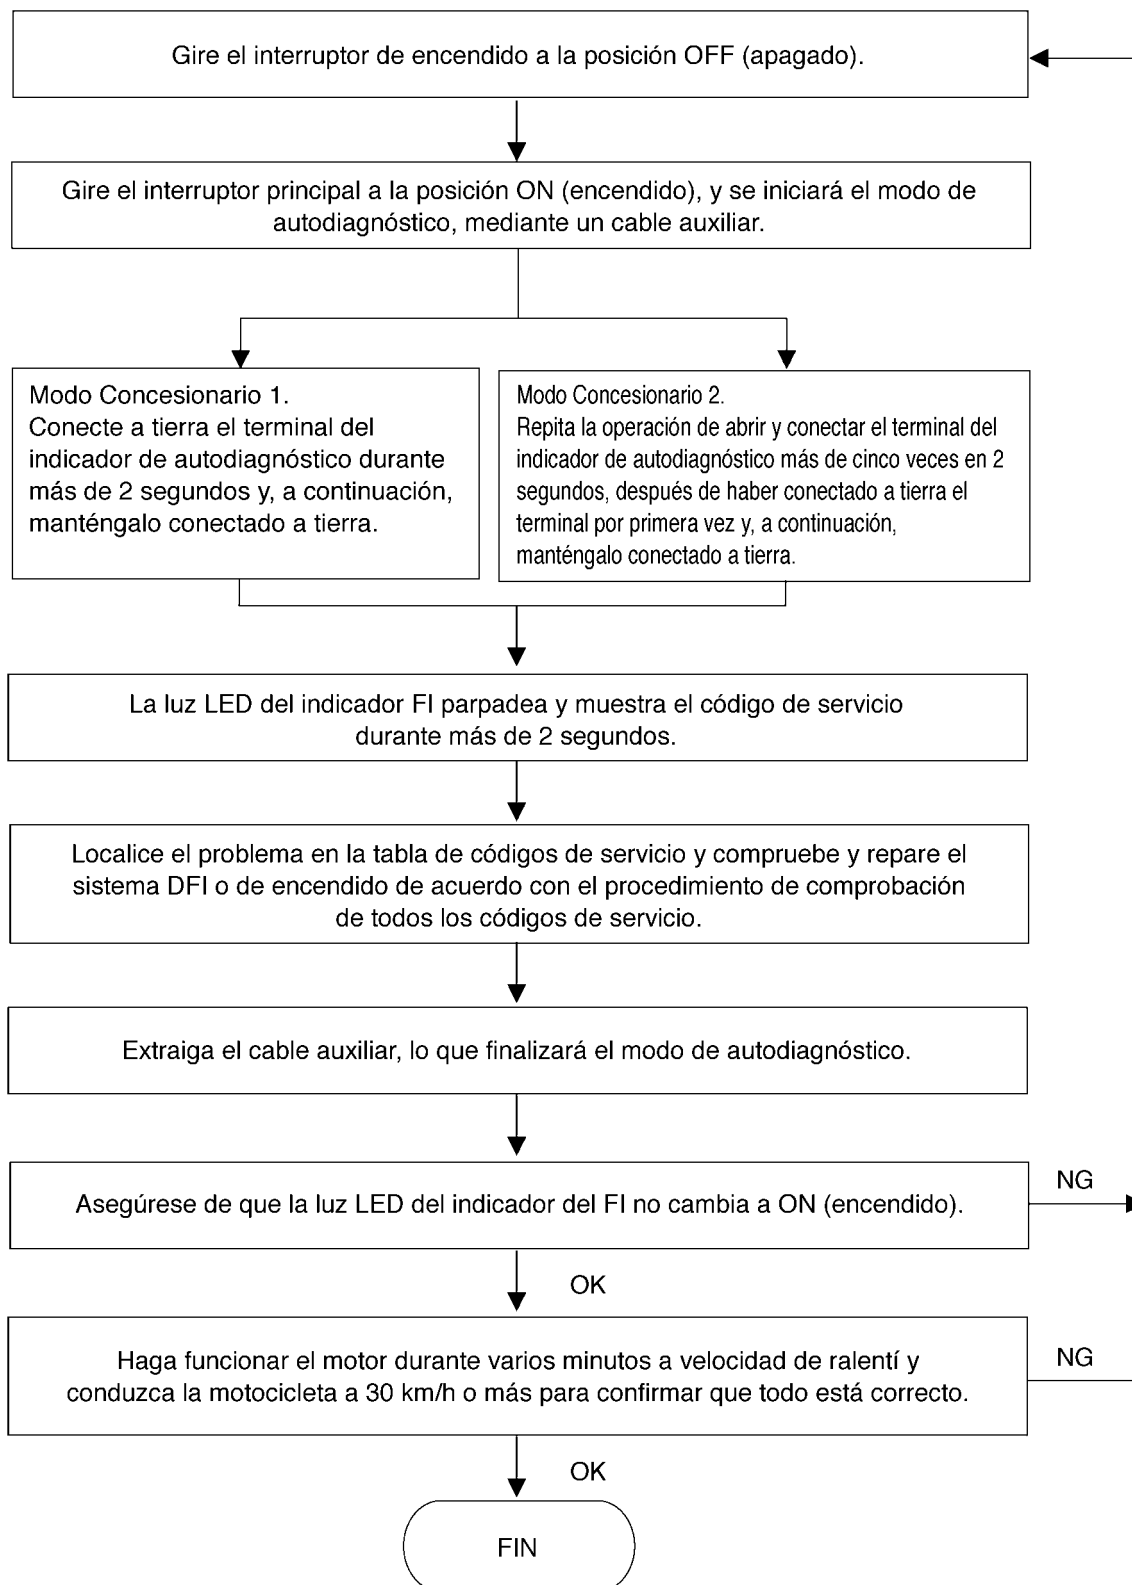 Gire el interruptor de encendido a la posición OFF (apagado).
Gire el interruptor principal a la posición ON (encendido), y se iniciará el modo de
autodiagnóstico, mediante un cable auxiliar.
Modo Concesionario 1.
Conecte a tierra el terminal del
indicador de autodiagnóstico durante
más de 2 segundos y, a continuación,
manténgalo conectado a tierra.
Modo Concesionario 2.
Repita la operación de abrir y conectar el terminal del
indicador de autodiagnóstico más de cinco veces en 2
segundos, después de haber conectado a tierra el
terminal por primera vez y, a continuación,
manténgalo conectado a tierra.
La luz LED del indicador FI parpadea y muestra el código de servicio
durante más de 2 segundos.
Localice el problema en la tabla de códigos de servicio y compruebe y repare el
sistema DFI o de encendido de acuerdo con el procedimiento de comprobación
de todos los códigos de servicio.
Extraiga el cable auxiliar, lo que finalizará el modo de autodiagnóstico.
Asegúrese de que la luz LED del indicador del FI no cambia a ON (encendido).
NG
OK
Haga funcionar el motor durante varios minutos a velocidad de ralentí y
conduzca la motocicleta a 30 km/h o más para confirmar que todo está correcto.
NG
OK
FIN